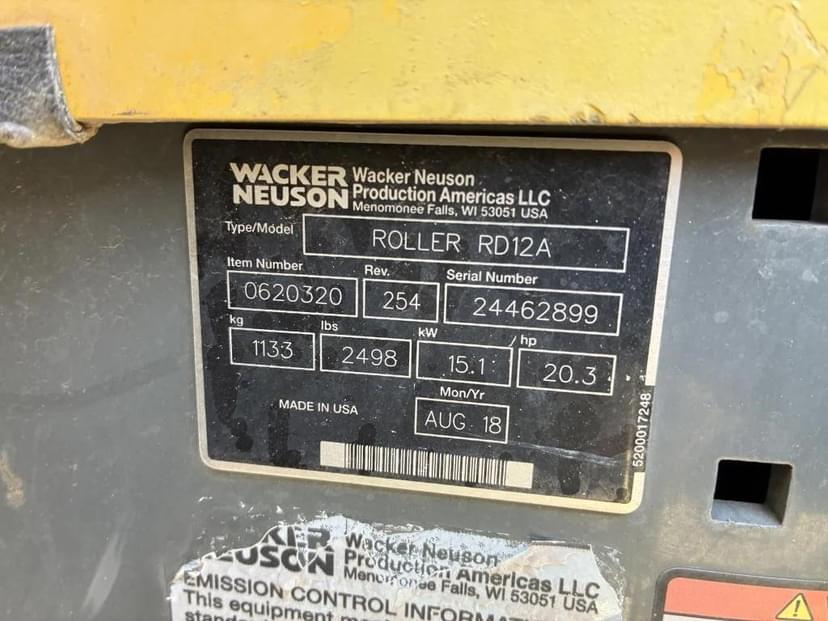 WACKER
NEUSON
Wacker Neuson
Production Americas LLC
Menomonee Falls, WI 53051 USA
Type/Model
ROLLER RD12A
Item Number
Rev.
Serial Number
0620320
254
24462899
kg
lbs
kW
hp
1133
2498
15.1
20.3
Mon/Yr
MADE IN USA
AUG 18
5200017248
Wacker Neuson
Production Americas LLC
Menomonee Falls, WI 53051 USA
EMISSION CONTROL
This equipment